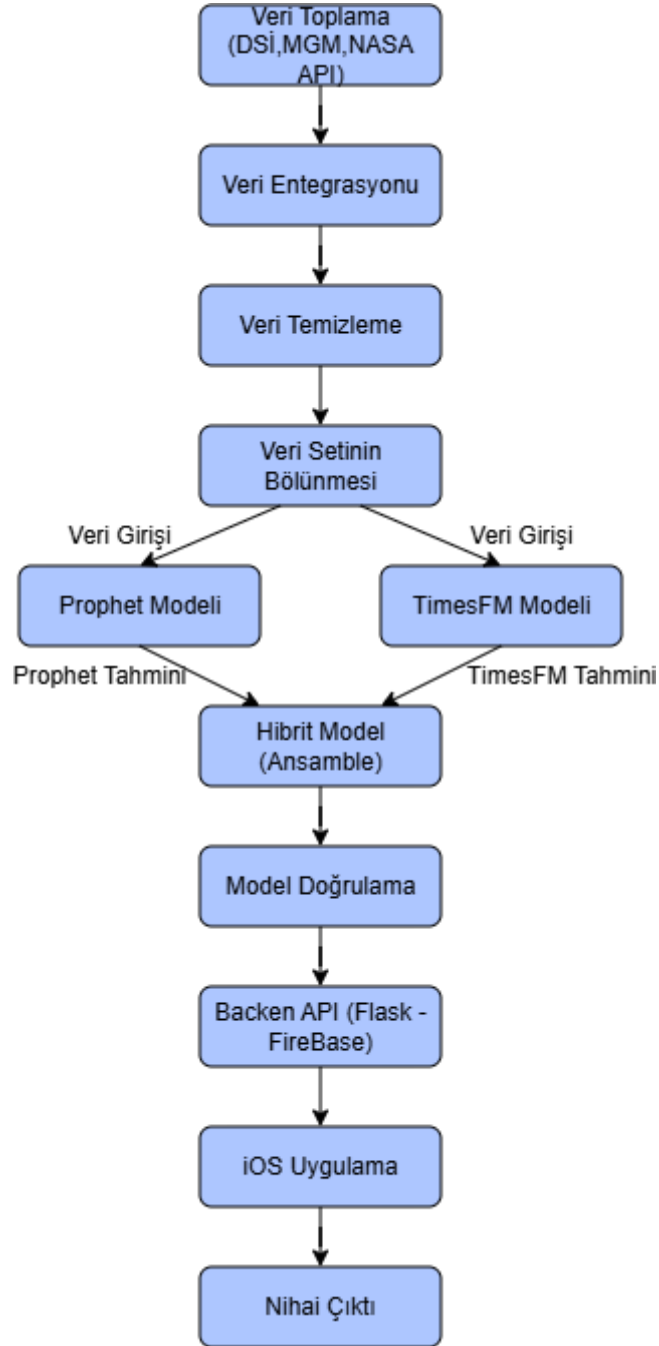 Veri Toplama
(DSİ,MGM,NASA
API)
Veri Entegrasyonu
Veri Temizleme
Veri Setinin
Bölünmesi
Veri Girişi
Veri Girişi
Prophet Modeli
TimesFM Modeli
Prophet Tahmini
TimesFM Tahmini
Hibrit Model
(Ansamble)
Model Doğrulama
Backen API (Flask -
FireBase)
iOS Uygulama
Nihai Çıktı